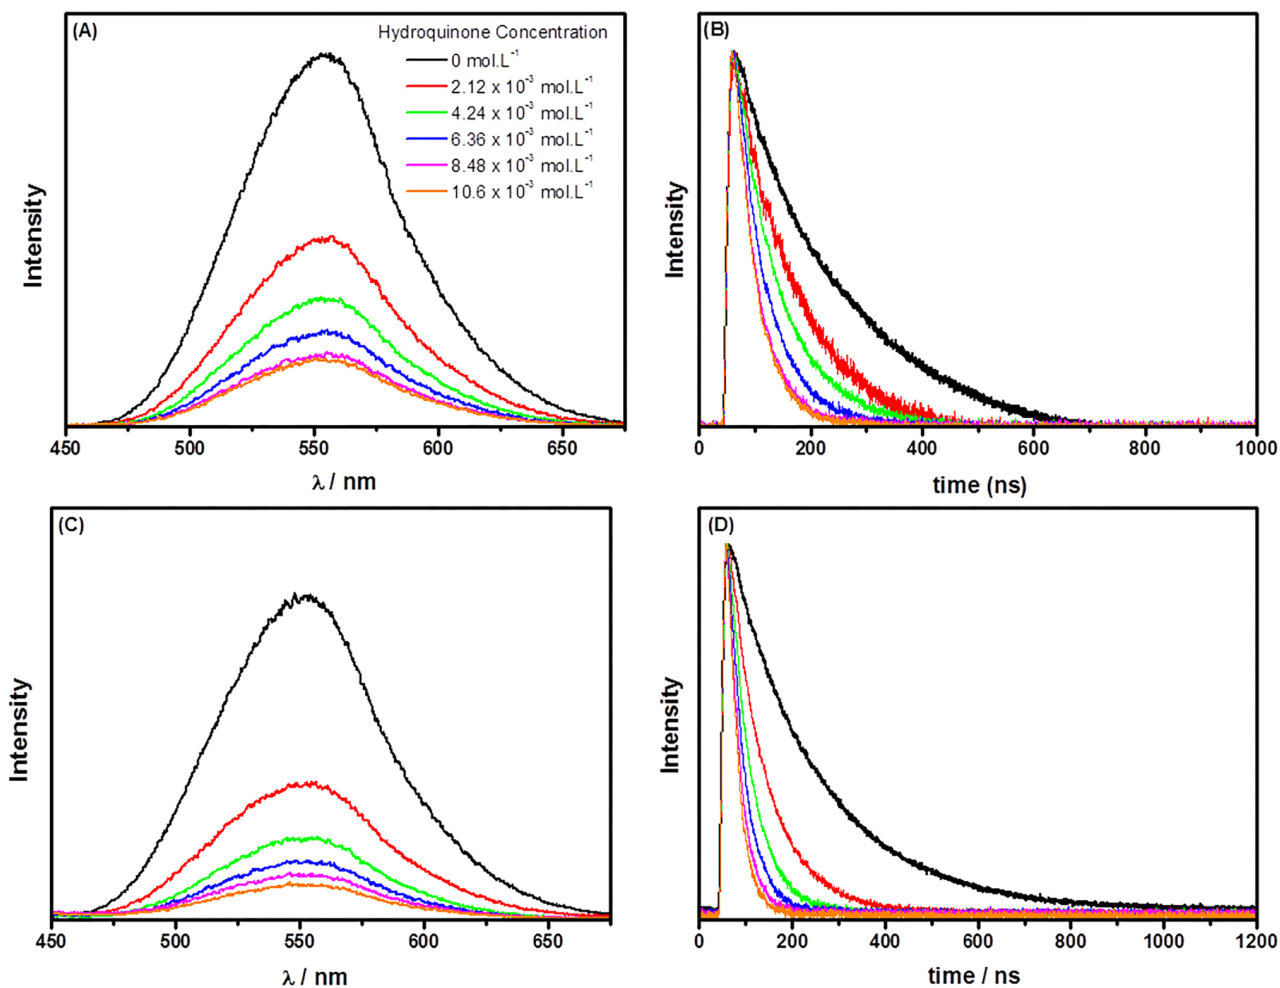 (A)
Hydroquinone Concentration
0 mol.L⁻¹
2.12 x 10⁻³ mol.L⁻¹
4.24 x 10⁻³ mol.L⁻¹
6.36 x 10⁻³ mol.L⁻¹
8.48 x 10⁻³ mol.L⁻¹
10.6 x 10⁻³ mol.L⁻¹
Intensity
450 500 550 600 650
λ / nm
(B)
Intensity
0 200 400 600 800 1000
time (ns)
(C)
Intensity
450 500 550 600 650
λ / nm
(D)
Intensity
0 200 400 600 800 1000 1200
time / ns